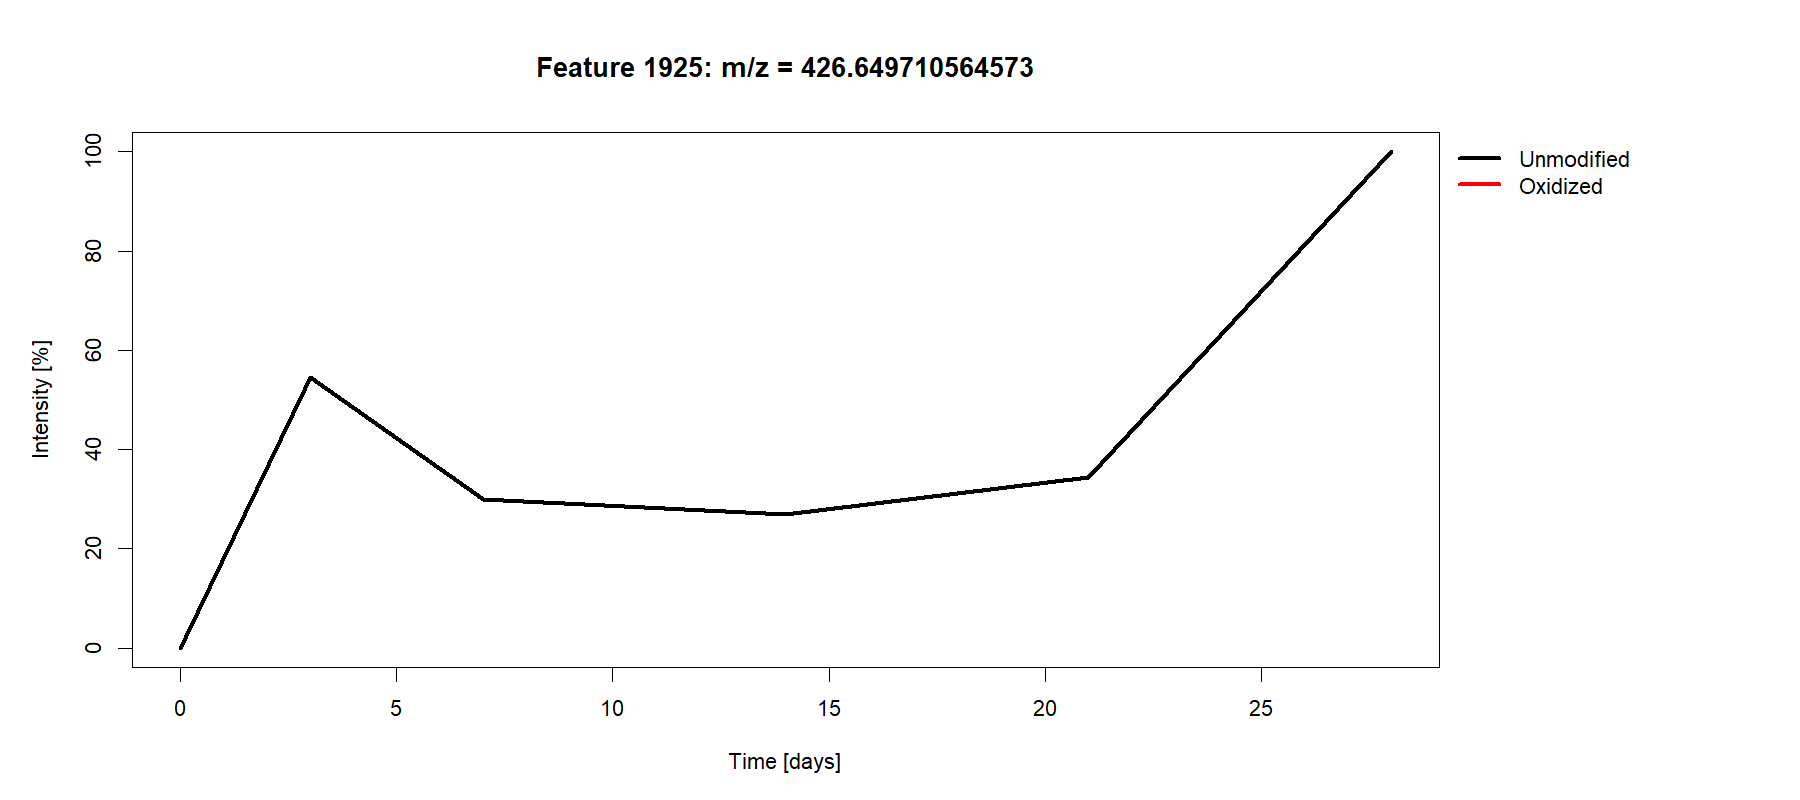 Feature 1925: m/z = 426.649710564573
Unmodified
Oxidized
Intensity [%]
100
80
60
40
20
0
0 5 10 15 20 25
Time [days]